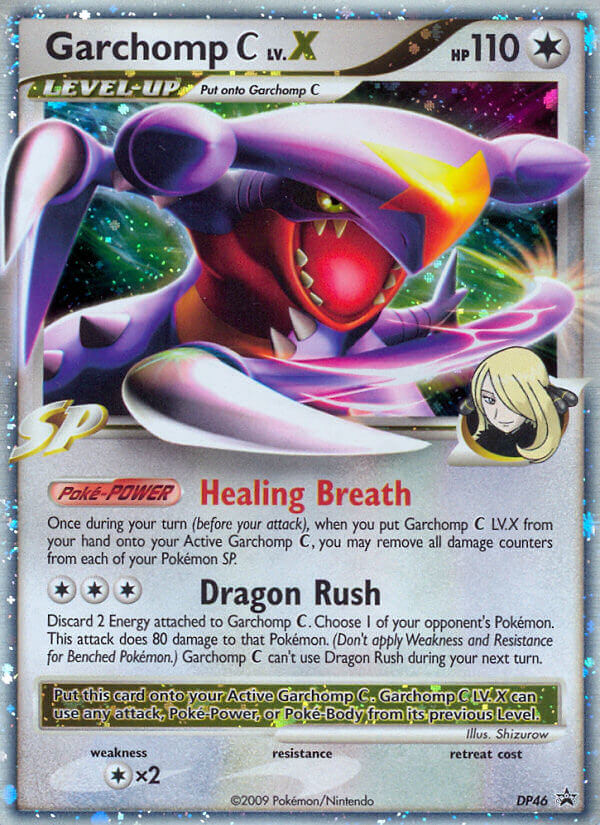 Garchomp C LV.X HP110
LEVEL-UP Put onto Garchomp C
SP
Poké-POWER Healing Breath
Once during your turn (before your attack), when you put Garchomp C LV.X from
your hand onto your Active Garchomp C, you may remove all damage counters
from each of your Pokémon SP.
Dragon Rush
Discard 2 Energy attached to Garchomp C. Choose 1 of your opponent's Pokémon.
This attack does 80 damage to that Pokémon. (Don't apply Weakness and Resistance
for Benched Pokémon.) Garchomp C can't use Dragon Rush during your next turn.
Put this card onto your Active Garchomp C. Garchomp C LV.X can
use any attack, Poké-Power, or Poké-Body from its previous Level.
Illus. Shizurow
weakness resistance retreat cost
×2
©2009 Pokémon/Nintendo DP46